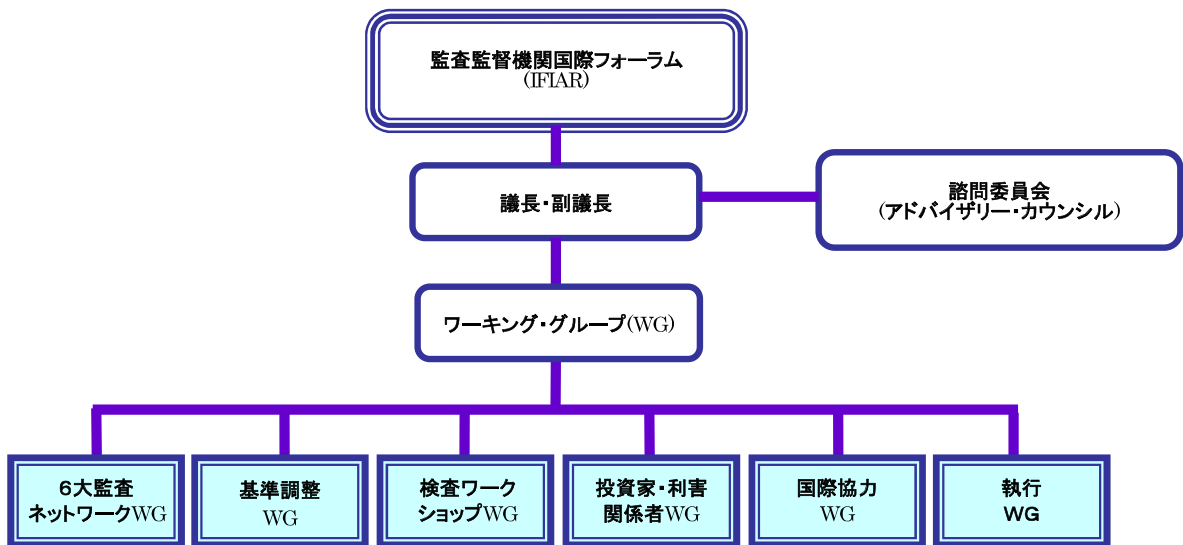 監査監督機関国際フォーラム
(IFIAR)
議長・副議長
諮問委員会
(アドバイザリー・カウンシル)
ワーキング・グループ(WG)
6大監査
ネットワークWG
基準調整
WG
検査ワーク
ショップWG
投資家・利害
関係者WG
国際協力
WG
執行
WG